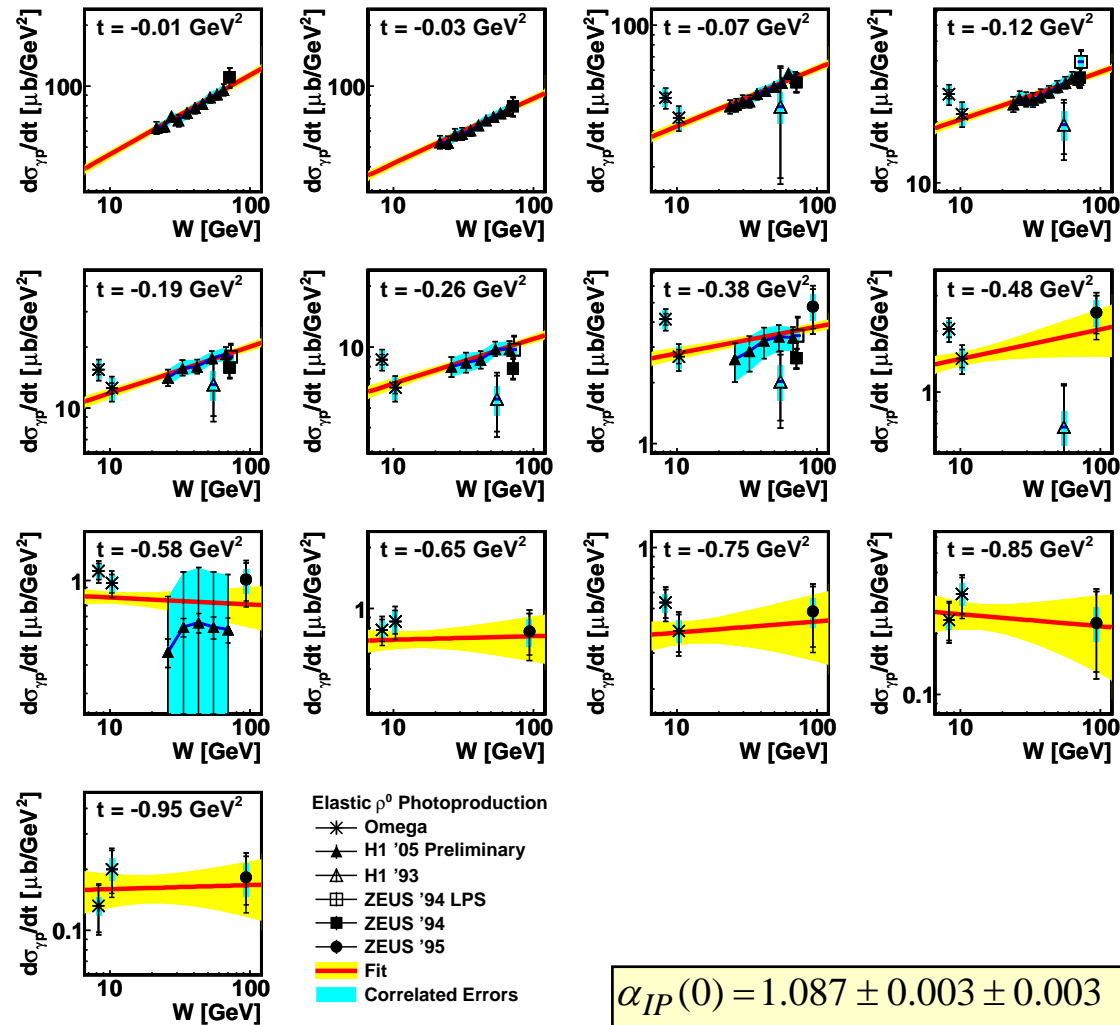 t = -0.01 GeV²
100
dσγp/dt [μb/GeV²]
10 100
W [GeV]
t = -0.03 GeV²
100
dσγp/dt [μb/GeV²]
10 100
W [GeV]
t = -0.07 GeV²
100
dσγp/dt [μb/GeV²]
10 100
W [GeV]
t = -0.12 GeV²
10
dσγp/dt [μb/GeV²]
10 100
W [GeV]
t = -0.19 GeV²
10
dσγp/dt [μb/GeV²]
10 100
W [GeV]
t = -0.26 GeV²
10
dσγp/dt [μb/GeV²]
10 100
W [GeV]
t = -0.38 GeV²
1
dσγp/dt [μb/GeV²]
10 100
W [GeV]
t = -0.48 GeV²
1
dσγp/dt [μb/GeV²]
10 100
W [GeV]
t = -0.58 GeV²
1
dσγp/dt [μb/GeV²]
10 100
W [GeV]
t = -0.65 GeV²
1
dσγp/dt [μb/GeV²]
10 100
W [GeV]
t = -0.75 GeV²
1
dσγp/dt [μb/GeV²]
10 100
W [GeV]
t = -0.85 GeV²
0.1
dσγp/dt [μb/GeV²]
10 100
W [GeV]
t = -0.95 GeV²
0.1
dσγp/dt [μb/GeV²]
10 100
W [GeV]
Elastic ρ⁰ Photoproduction
Omega
H1 '05 Preliminary
H1 '93
ZEUS '94 LPS
ZEUS '94
ZEUS '95
Fit
Correlated Errors
α_IP(0) = 1.087 ± 0.003 ± 0.003